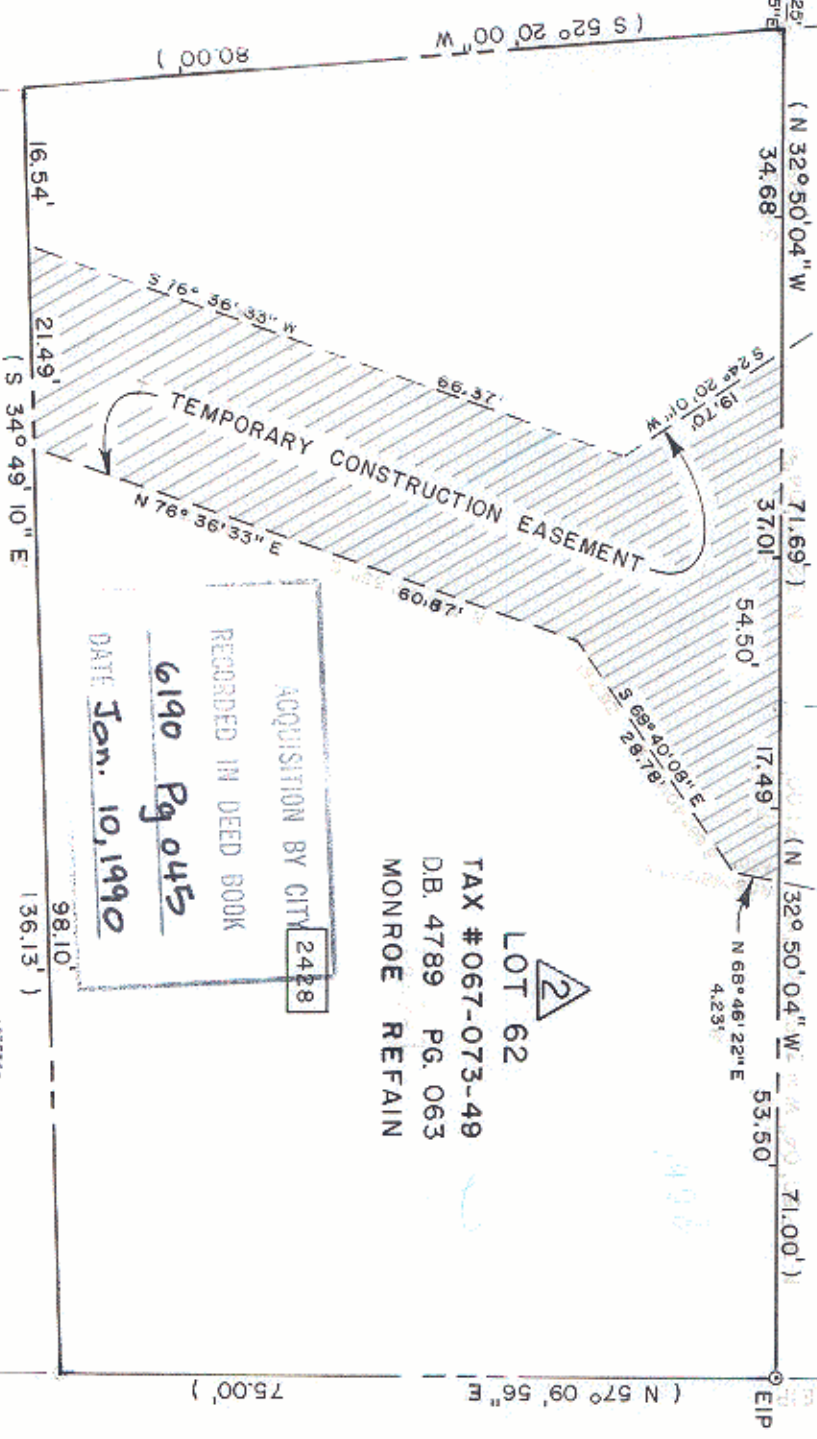 25'
5"E
( S 52° 20' 00" W
80.00' )
( N 32° 50' 04" W
71.69' )
34.68'
37.01'
54.50'
17.49'
( N 32° 50' 04" W
71.00' )
53.50'
EIP
S 24° 20' 01" W
19.70'
S 76° 36' 33" W
66.37'
TEMPORARY CONSTRUCTION EASEMENT
N 76° 36' 33" E
60.87'
S 68° 40' 08" E
28.78'
N 68° 46' 22" E
4.23'
16.54'
21.49'
( S 34° 49' 10" E
136.13' )
98.10'
( N 57° 09' 56" E
75.00' )
2
LOT 62
TAX #067-073-49
D.B. 4789 PG. 063
MONROE REFAIN
ACQUISITION BY CITY
2428
RECORDED IN DEED BOOK
6190 Pg 045
DATE Jan. 10, 1990